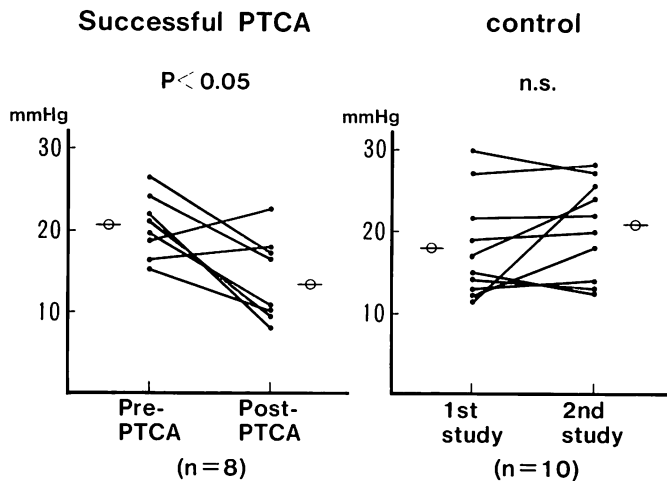 Successful PTCA
P< 0.05
mmHg
30
20
10
Pre-
PTCA
Post-
PTCA
(n=8)
control
n.s.
mmHg
30
20
10
1st
study
2nd
study
(n=10)